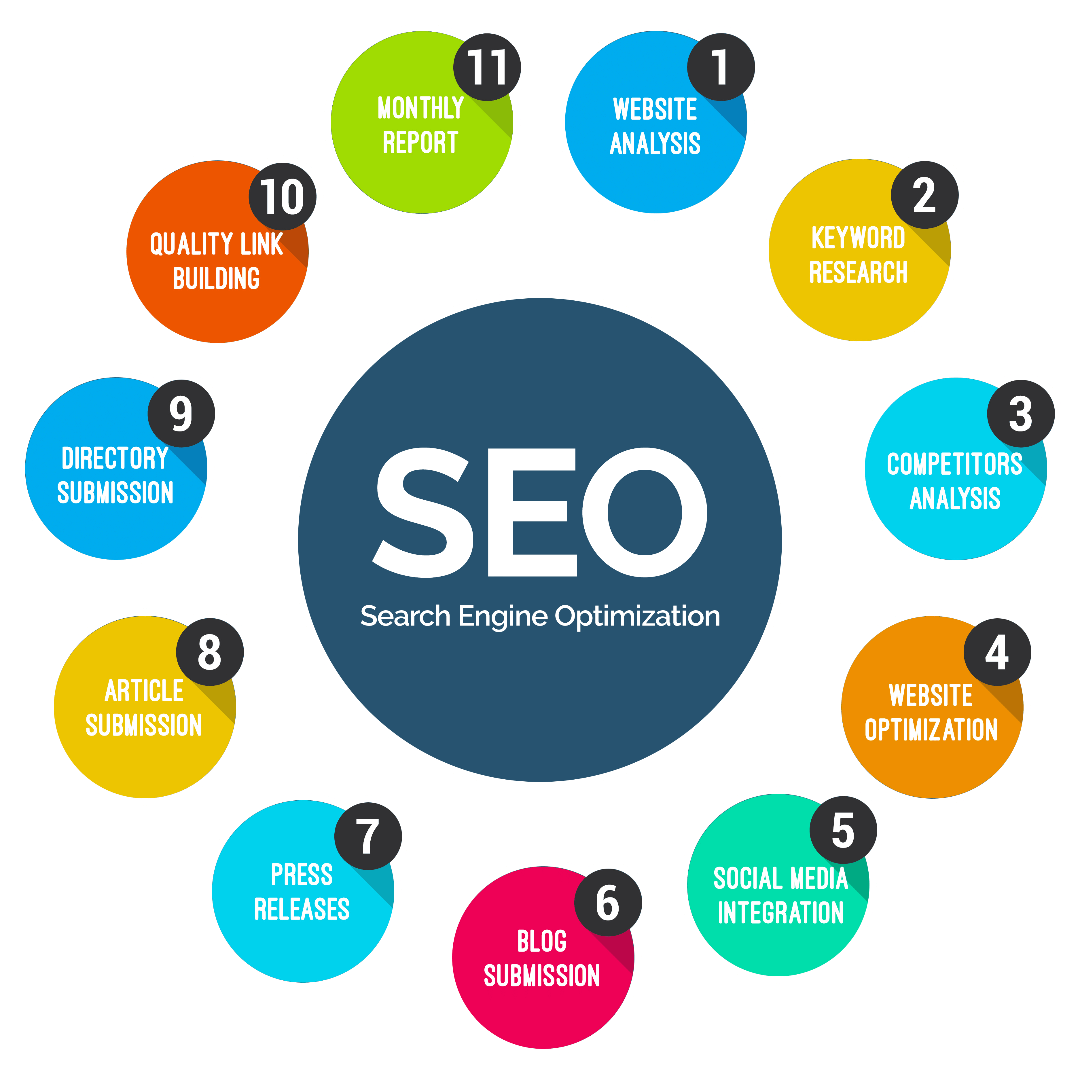 SEO
Search Engine Optimization
1
WEBSITE
ANALYSIS
2
KEYWORD
RESEARCH
3
COMPETITORS
ANALYSIS
4
WEBSITE
OPTIMIZATION
5
SOCIAL MEDIA
INTEGRATION
6
BLOG
SUBMISSION
7
PRESS
RELEASES
8
ARTICLE
SUBMISSION
9
DIRECTORY
SUBMISSION
10
QUALITY LINK
BUILDING
11
MONTHLY
REPORT